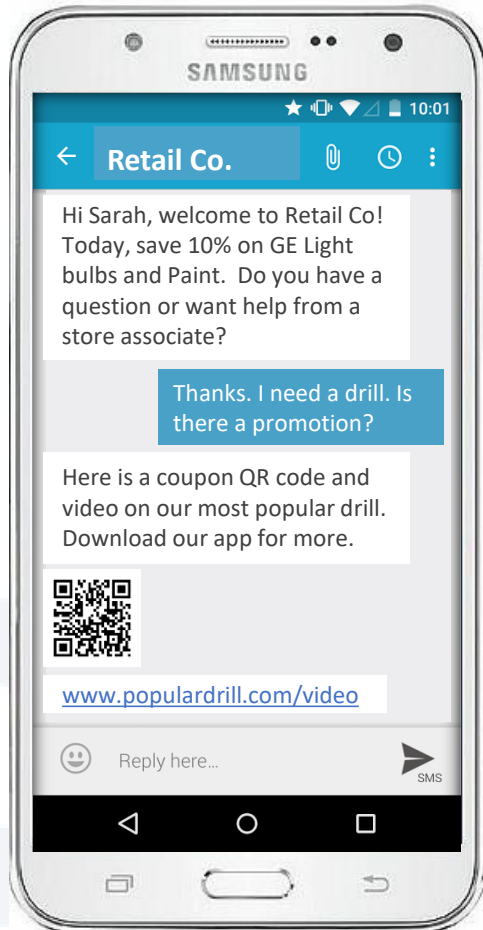 SAMSUNG
10:01
Retail Co.
Hi Sarah, welcome to Retail Co!
Today, save 10% on GE Light
bulbs and Paint.  Do you have a
question or want help from a
store associate?
Thanks. I need a drill. Is
there a promotion?
Here is a coupon QR code and
video on our most popular drill.
Download our app for more.
www.populardrill.com/video
Reply here...
SMS